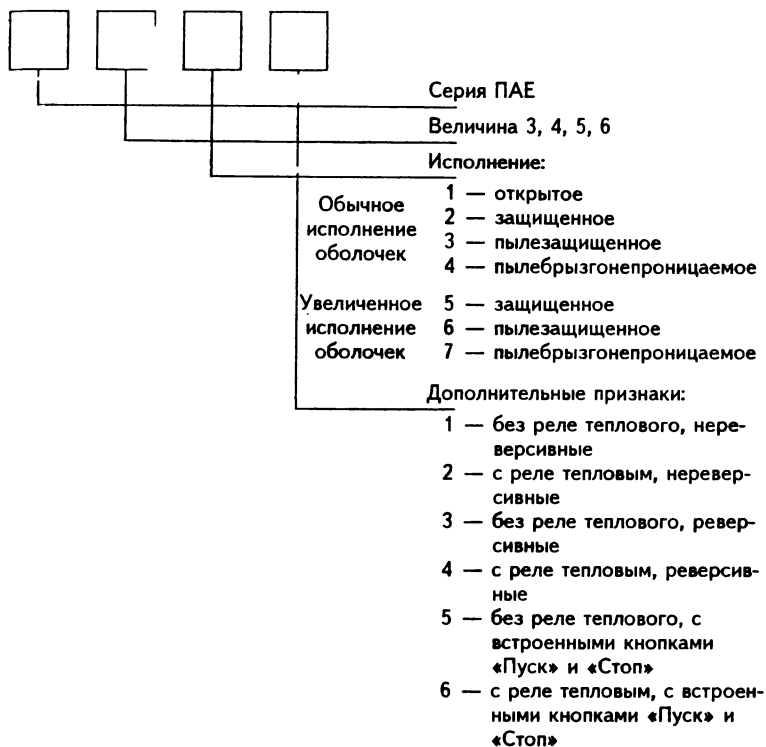 Серия ПАЕ
Величина 3, 4, 5, 6
Исполнение:
Обычное
исполнение
оболочек
1 — открытое
2 — защищенное
3 — пылезащищенное
4 — пылебрызгонепроницаемое
Увеличенное
исполнение
оболочек
5 — защищенное
6 — пылезащищенное
7 — пылебрызгонепроницаемое
Дополнительные признаки:
1 — без реле теплового, нере-
версивные
2 — с реле тепловым, неревер-
сивные
3 — без реле теплового, ревер-
сивные
4 — с реле тепловым, реверсив-
ные
5 — без реле теплового, с
встроенными кнопками
«Пуск» и «Стоп»
6 — с реле тепловым, с встроен-
ными кнопками «Пуск» и
«Стоп»